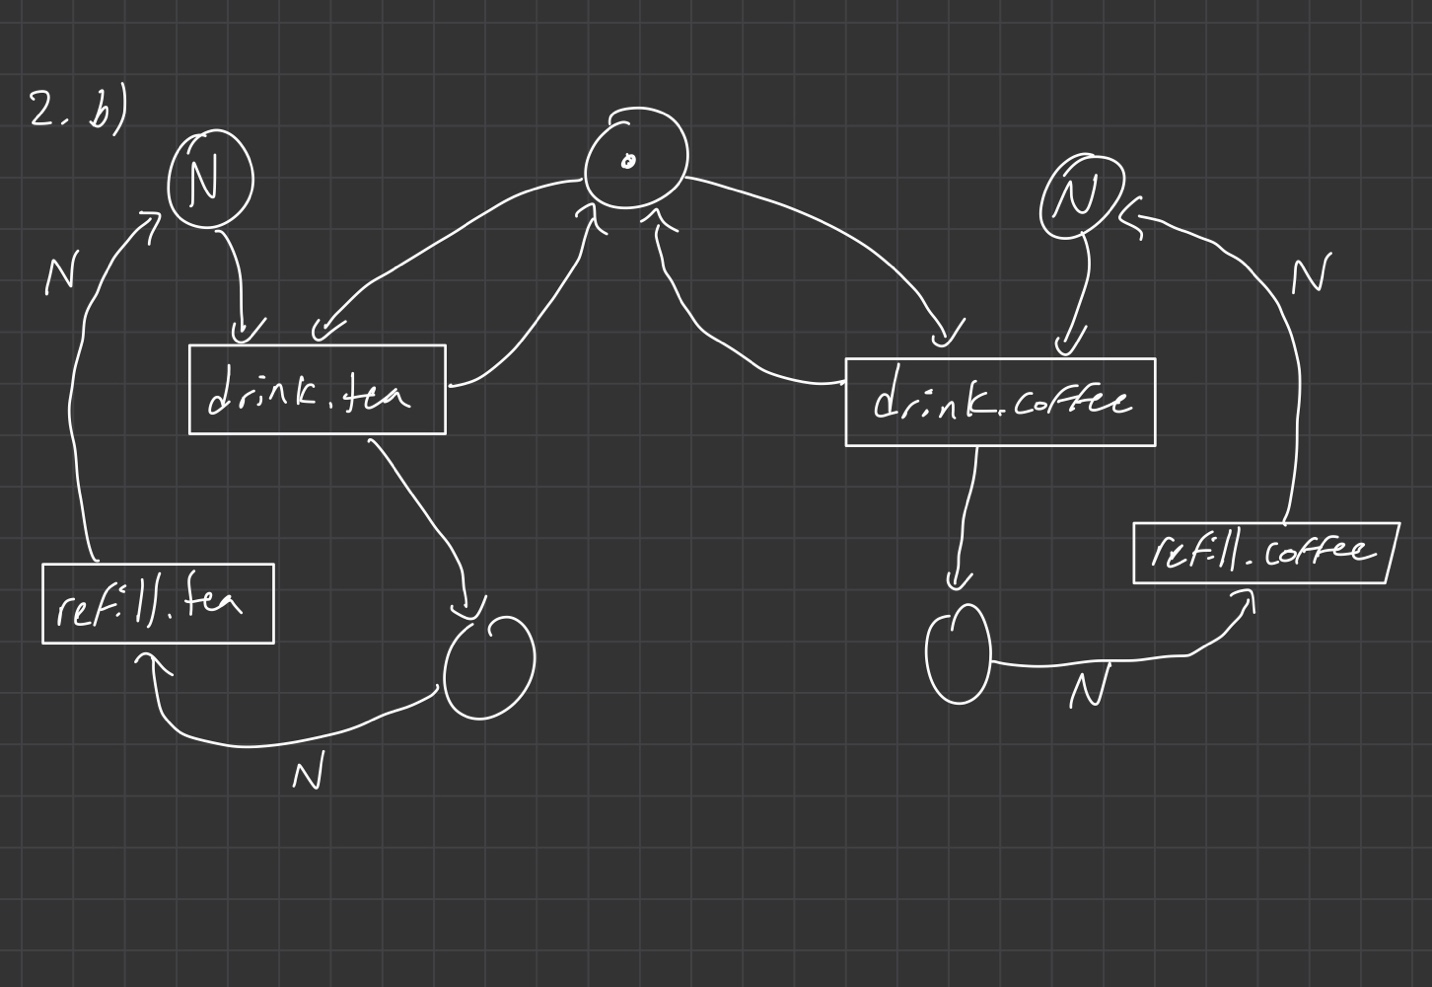 2. b)
N
N
N
N
drink.tea
drink.coffee
refill.coffee
refill.tea
N
N